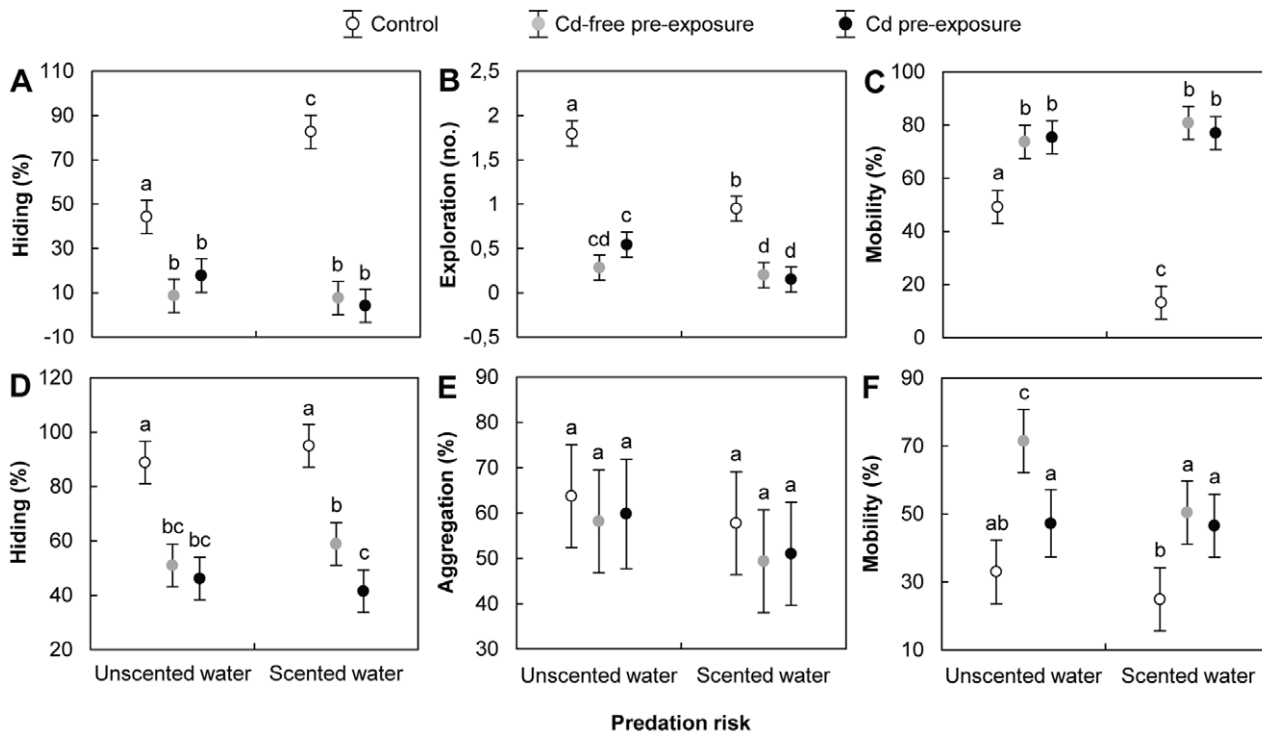 Control Cd-free pre-exposure Cd pre-exposure
A
Hiding (%)
110
90
70
50
30
10
-10
a
b
b
c
b
b
B
Exploration (no.)
2,5
2
1,5
1
0,5
0
-0,5
a
cd
c
b
d
d
C
Mobility (%)
100
80
60
40
20
0
a
b
b
c
b
b
D
Hiding (%)
120
100
80
60
40
20
a
bc
bc
a
b
c
Unscented water Scented water
E
Aggregation (%)
90
80
70
60
50
40
30
a
a
a
a
a
a
Unscented water Scented water
F
Mobility (%)
90
70
50
30
10
ab
c
a
b
a
a
Unscented water Scented water
Predation risk